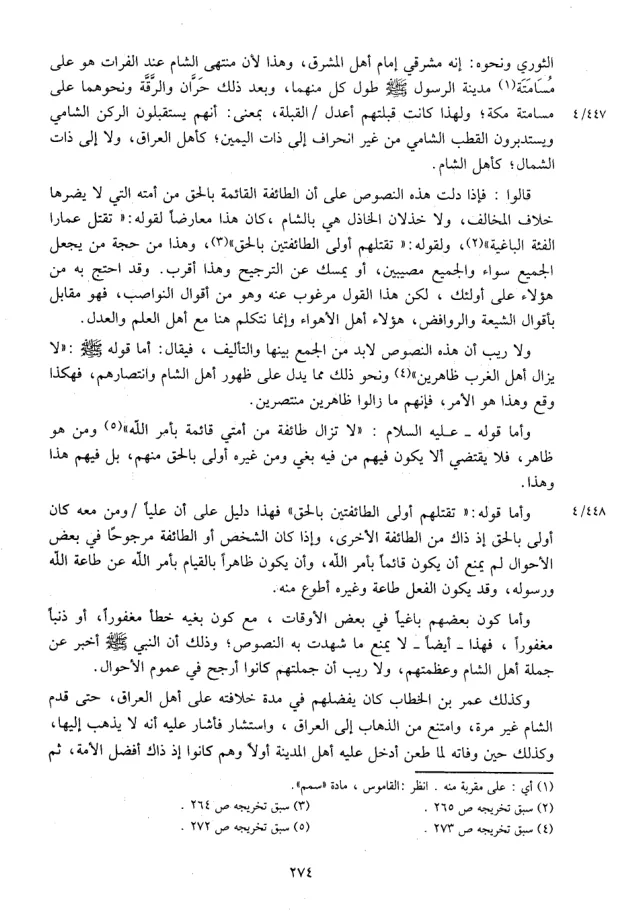 الثوري ونحوه: إنه مشرقي إمام أهل المشرق، وهذا لأن منتهى الشام عند الفرات هو على
مُسَامَتَة(١) مدينة الرسول ﷺ طول كل منهما، وبعد ذلك حَرَّان والرَّقَّة ونحوهما على
٤/٤٤٧ مسامتة مكة؛ ولهذا كانت قبلتهم أعدل / القبلة، بمعنى: أنهم يستقبلون الركن الشامي
ويستدبرون القطب الشامي من غير انحراف إلى ذات اليمين؛ كأهل العراق، ولا إلى ذات
الشمال؛ كأهل الشام.
قالوا : فإذا دلت هذه النصوص على أن الطائفة القائمة بالحق من أمته التي لا يضرها
خلاف المخالف، ولا خذلان الخاذل هي بالشام ،كان هذا معارضاً لقوله:« تقتل عمارا
الفئة الباغية»(٢)، ولقوله:« تقتلهم أولى الطائفتين بالحق»(٣)، وهذا من حجة من يجعل
الجميع سواء والجميع مصيبين، أو يمسك عن الترجيح وهذا أقرب. وقد احتج به من
هؤلاء على أولئك ، لكن هذا القول مرغوب عنه وهو من أقوال النواصب، فهو مقابل
بأقوال الشيعة والروافض، هؤلاء أهل الأهواء وإنما نتكلم هنا مع أهل العلم والعدل.
ولا ريب أن هذه النصوص لابد من الجمع بينها والتأليف ، فيقال: أما قوله ﷺ :«لا
يزال أهل الغرب ظاهرين»(٤) ونحو ذلك مما يدل على ظهور أهل الشام وانتصارهم، فهكذا
وقع وهذا هو الأمر، فإنهم ما زالوا ظاهرين منتصرين.
وأما قوله ـ عليه السلام : «لا تزال طائفة من أمتي قائمة بأمر الله»(٥) ومن هو
ظاهر، فلا يقتضي ألا يكون فيهم من فيه بغي ومن غيره أولى بالحق منهم، بل فيهم هذا
وهذا.
٤/٤٤٨ وأما قوله:« تقتلهم أولى الطائفتين بالحق» فهذا دليل على أن علياً / ومن معه كان
أولى بالحق إذ ذاك من الطائفة الأخرى، وإذا كان الشخص أو الطائفة مرجوحًا في بعض
الأحوال لم يمنع أن يكون قائماً بأمر الله، وأن يكون ظاهراً بالقيام بأمر الله عن طاعة الله
ورسوله، وقد يكون الفعل طاعة وغيره أطوع منه.
وأما كون بعضهم باغياً في بعض الأوقات ، مع كون بغيه خطأ مغفوراً، أو ذنباً
مغفوراً ، فهذا ـ أيضاً ـ لا يمنع ما شهدت به النصوص؛ وذلك أن النبي ﷺ أخبر عن
جملة أهل الشام وعظمتهم، ولا ريب أن جملتهم كانوا أرجح في عموم الأحوال.
وكذلك عمر بن الخطاب كان يفضلهم في مدة خلافته على أهل العراق، حتى قدم
الشام غير مرة، وامتنع من الذهاب إلى العراق ، واستشار فأشار عليه أنه لا يذهب إليها،
وكذلك حين وفاته لما طعن أدخل عليه أهل المدينة أولاً وهم كانوا إذ ذاك أفضل الأمة، ثم
(١) أي : على مقربة منه . انظر :القاموس ، مادة «سمم».
(٢) سبق تخريجه ص ٢٦٥ . (٣) سبق تخريجه ص ٢٦٤ .
(٤) سبق تخريجه ص ٢٧٣ . (٥) سبق تخريجه ص ٢٧٢ .
٢٧٤